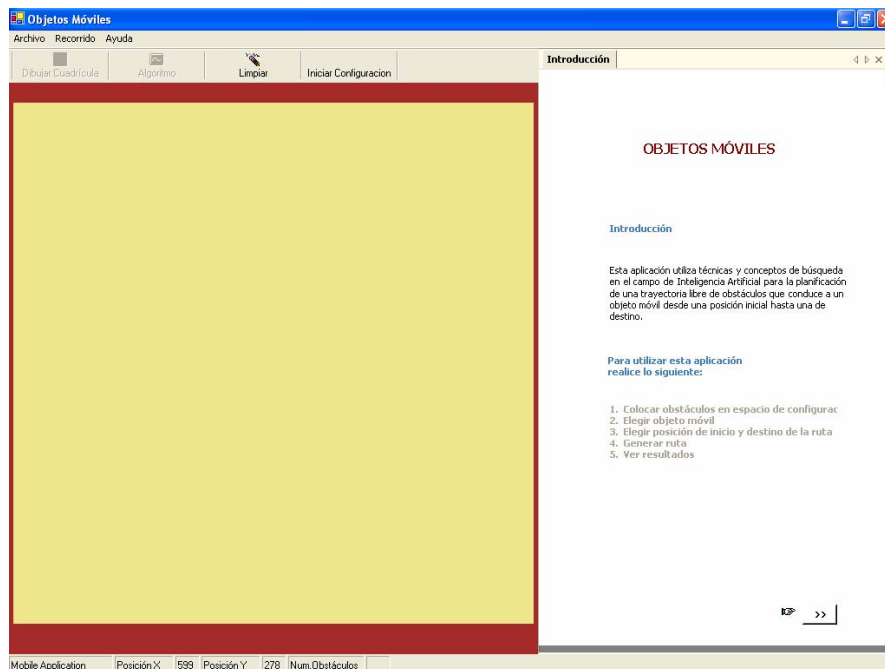 Objetos Móviles
Archivo Recorrido Ayuda
Dibujar Cuadrícula Algoritmo Limpiar Iniciar Configuracion
Introducción
OBJETOS MÓVILES
Introducción
Esta aplicación utiliza técnicas y conceptos de búsqueda
en el campo de Inteligencia Artificial para la planificación
de una trayectoria libre de obstáculos que conduce a un
objeto móvil desde una posición inicial hasta una de
destino.
Para utilizar esta aplicación
realice lo siguiente:
1. Colocar obstáculos en espacio de configurac
2. Elegir objeto móvil
3. Elegir posición de inicio y destino de la ruta
4. Generar ruta
5. Ver resultados
>>
Mobile Application Posición X 599 Posición Y 278 Num.Obstáculos